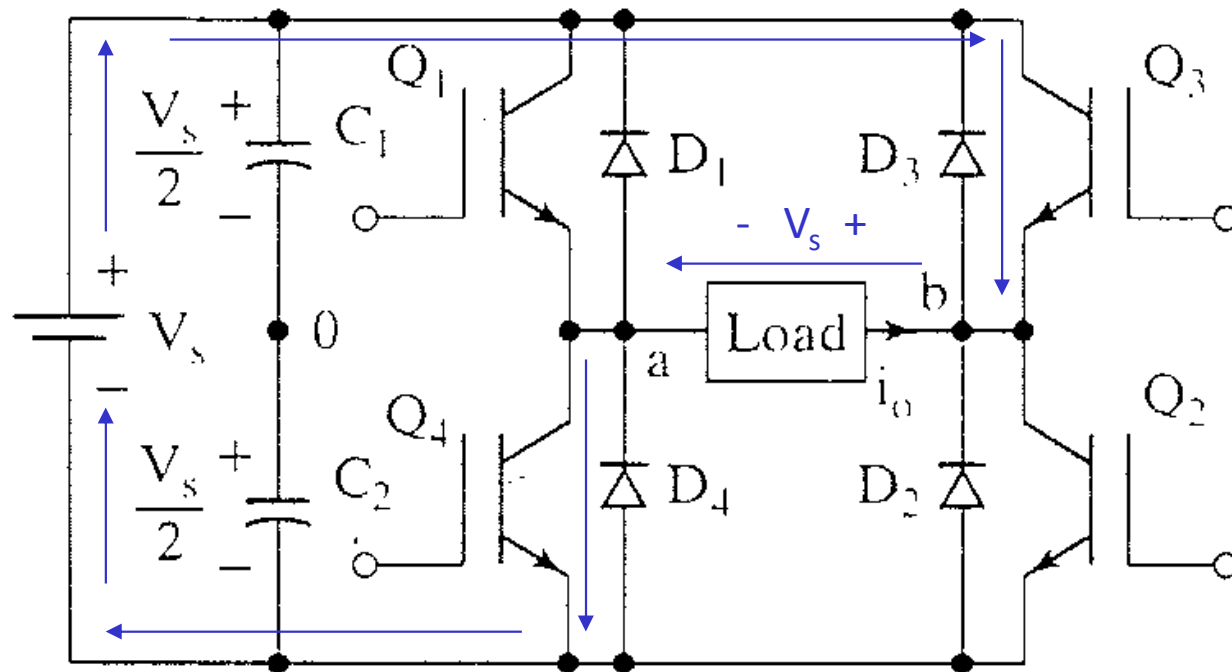 Q₁
Q₃
Vₛ/2
+
−
C₁
D₁
D₃
- Vₛ +
+
Vₛ
−
0
a
Load
b
iₒ
Q₄
Q₂
Vₛ/2
+
−
C₂
D₄
D₂